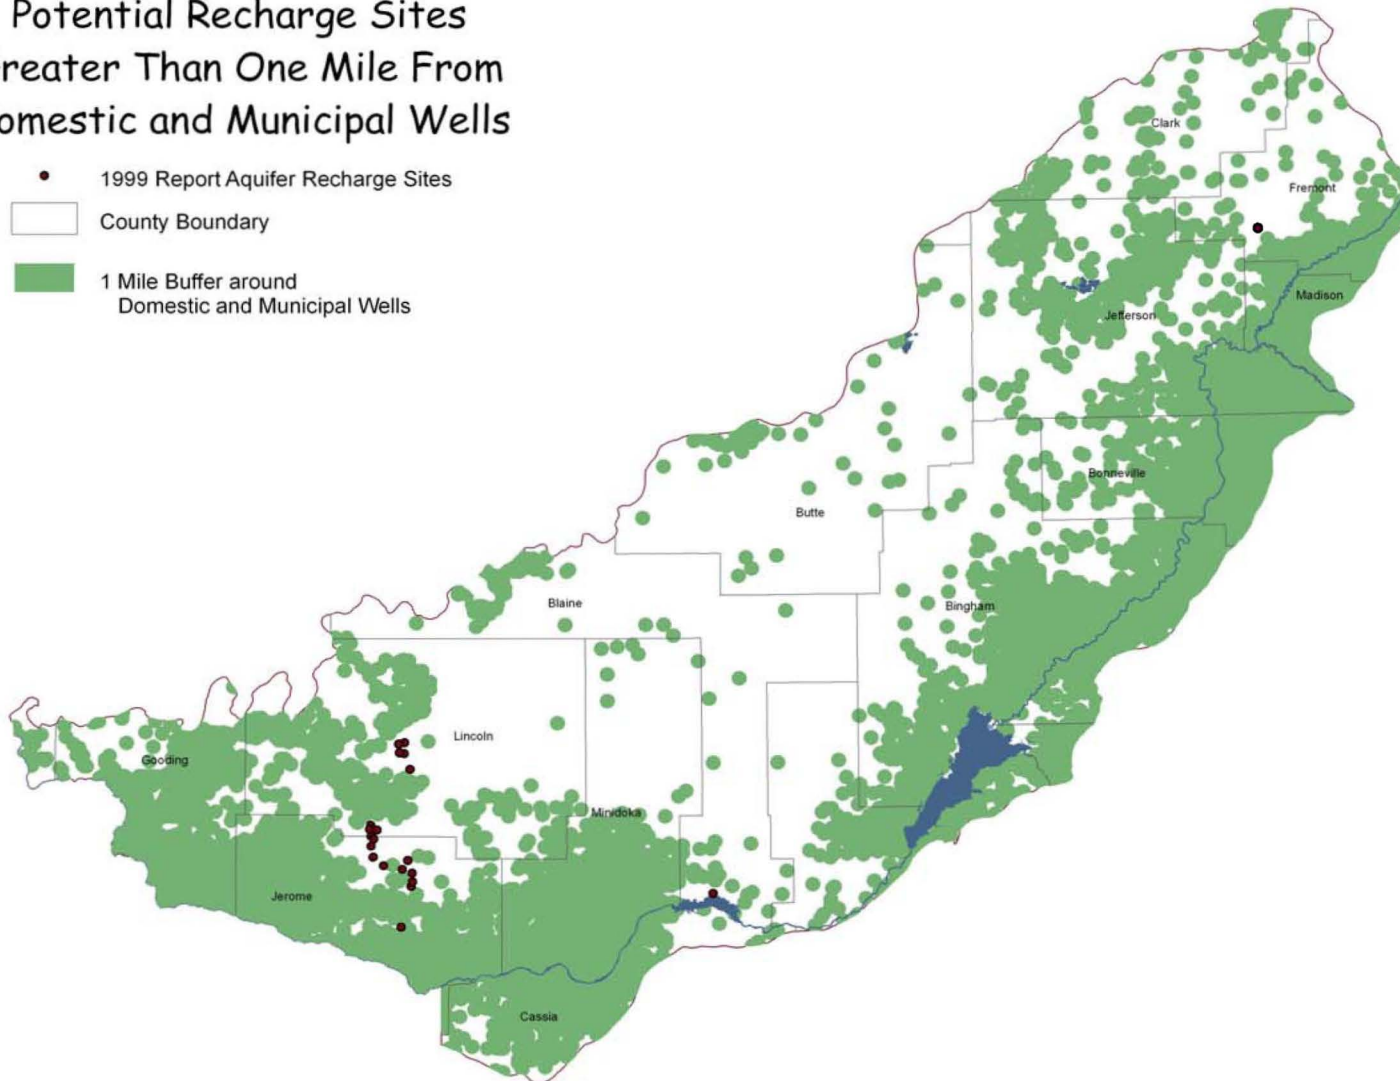 Potential Recharge Sites
reater Than One Mile From
omestic and Municipal Wells
1999 Report Aquifer Recharge Sites
County Boundary
1 Mile Buffer around
Domestic and Municipal Wells
Clark
Fremont
Madison
Jefferson
Bonneville
Butte
Blaine
Bingham
Lincoln
Gooding
Minidoka
Jerome
Cassia